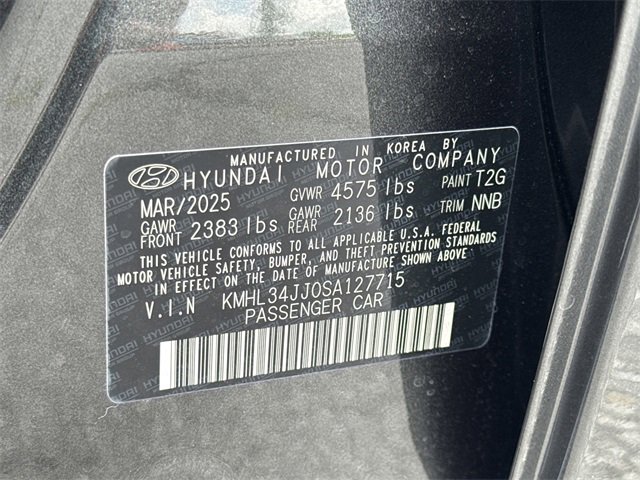 MANUFACTURED IN KOREA BY
HYUNDAI MOTOR COMPANY
MAR/2025 GVWR 4575 lbs PAINT T2G
GAWR FRONT 2383 lbs GAWR REAR 2136 lbs TRIM NNB
THIS VEHICLE CONFORMS TO ALL APPLICABLE U.S.A. FEDERAL
MOTOR VEHICLE SAFETY, BUMPER, AND THEFT PREVENTION STANDARDS
IN EFFECT ON THE DATE OF MANUFACTURE SHOWN ABOVE.
V.I.N KMHL34JJ0SA127715
PASSENGER CAR